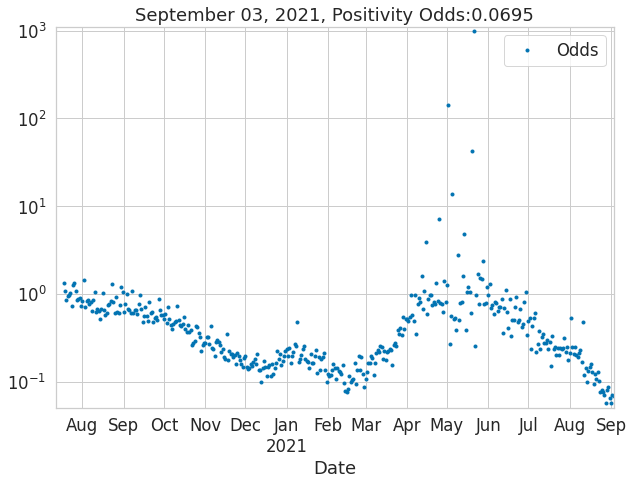 September 03, 2021, Positivity Odds:0.0695
Odds
10³
10²
10¹
10⁰
10⁻¹
Aug Sep Oct Nov Dec Jan Feb Mar Apr May Jun Jul Aug Sep
2021
Date